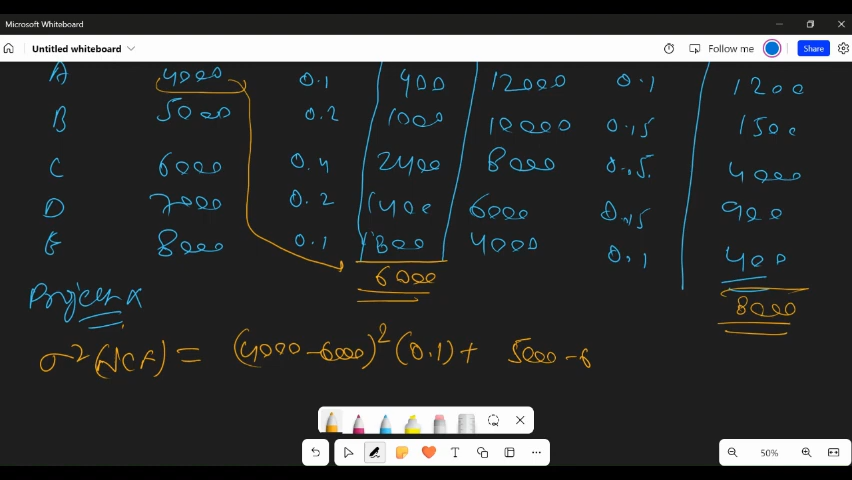 Microsoft Whiteboard
Untitled whiteboard
Follow me
Share
A 4000 0.1 400 12000 0.1 1200
B 5000 0.2 1000 10000 0.15 1500
C 6000 0.4 2400 8000 0.5 4000
D 7000 0.2 1400 6000 0.15 900
E 8000 0.1 800 4000 0.1 400
6000
8000
Project X
σ²(NCF) = (4000-6000)² (0.1) + 5000-6
50%